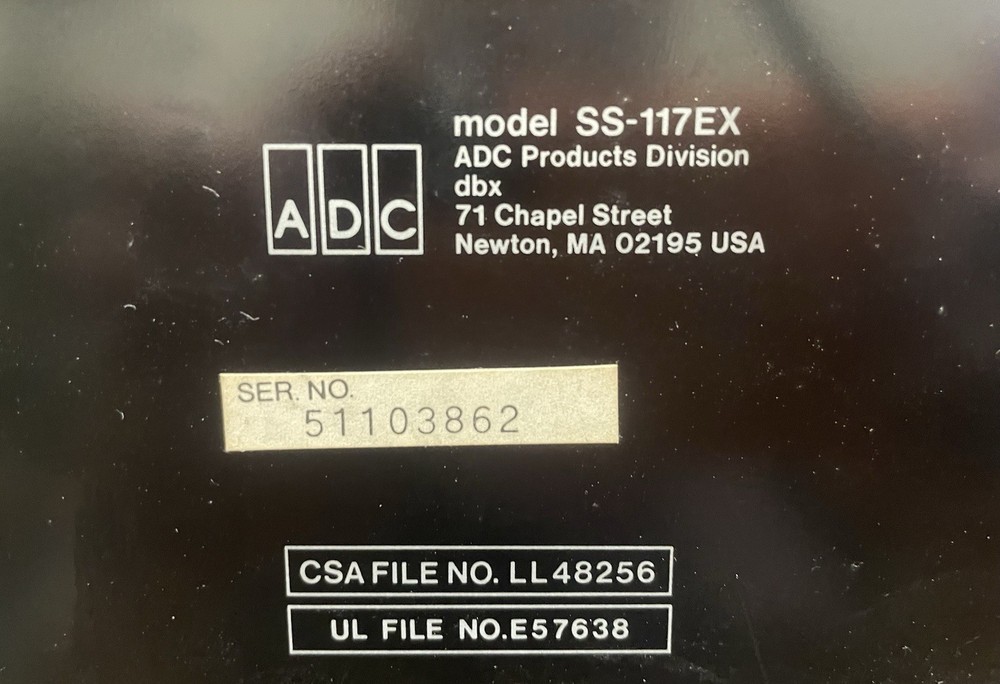 ADC
model SS-117EX
ADC Products Division
dbx
71 Chapel Street
Newton, MA 02195 USA
SER. NO.
51103862
CSA FILE NO. LL48256
UL FILE NO.E57638